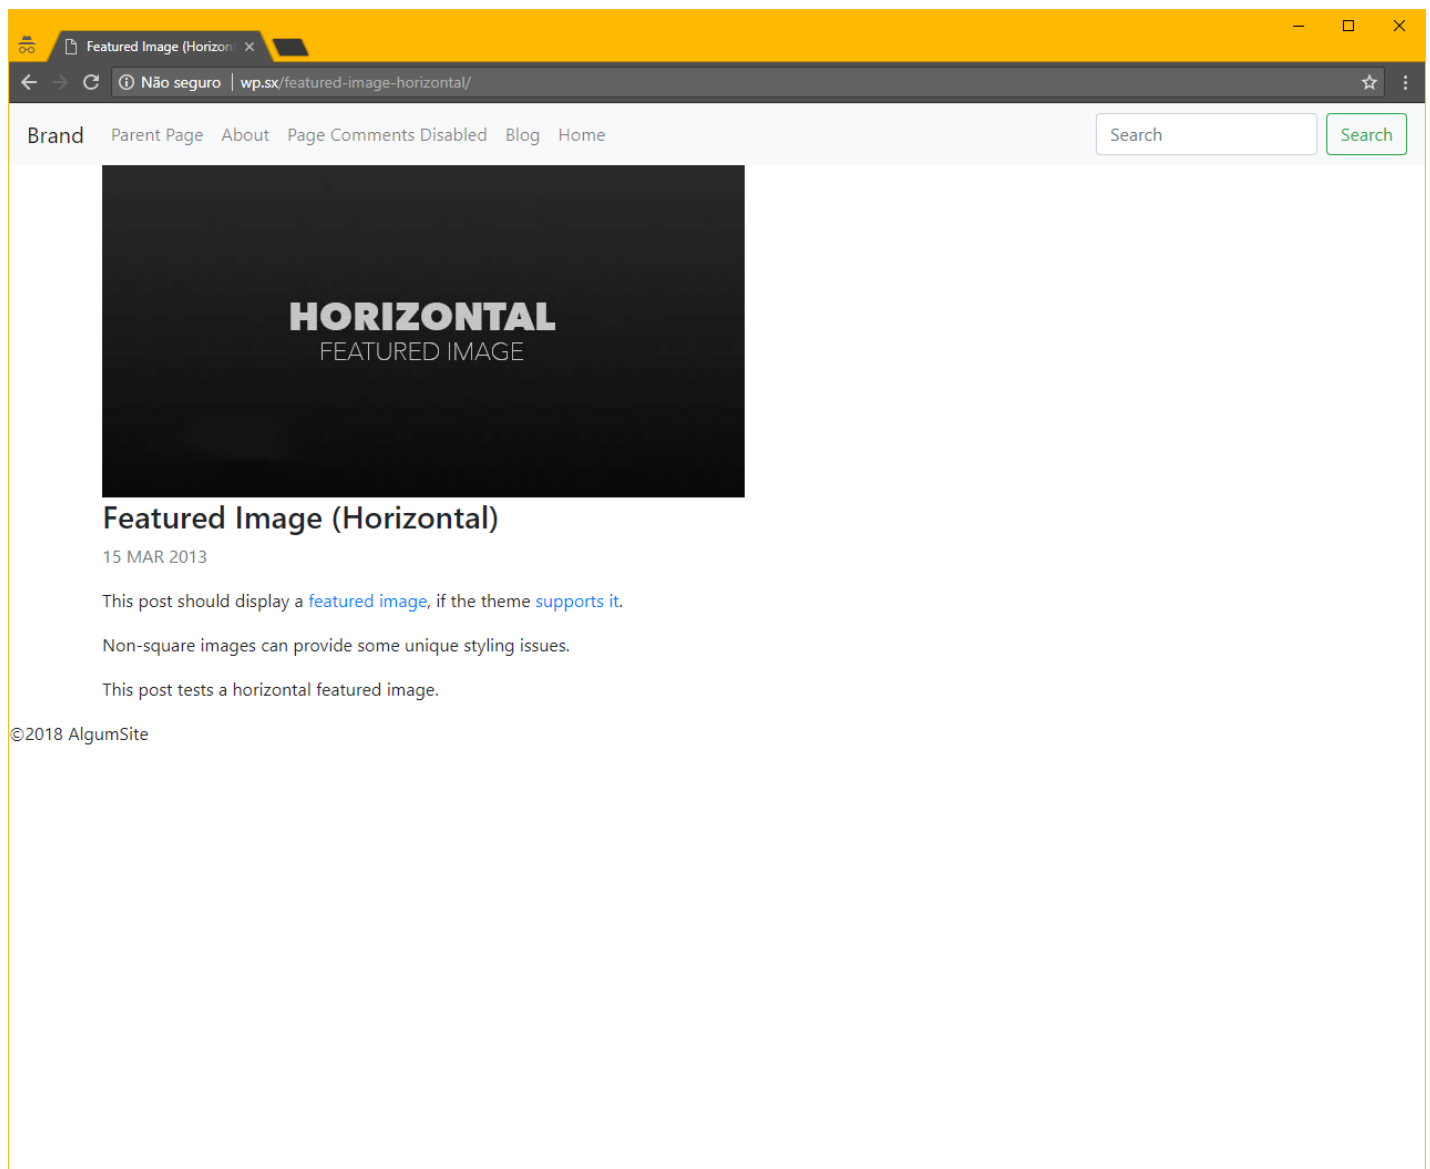 Featured Image (Horizon
Não seguro | wp.sx/featured-image-horizontal/
Brand Parent Page About Page Comments Disabled Blog Home Search Search
HORIZONTAL
FEATURED IMAGE
Featured Image (Horizontal)
15 MAR 2013
This post should display a featured image, if the theme supports it.
Non-square images can provide some unique styling issues.
This post tests a horizontal featured image.
©2018 AlgumSite